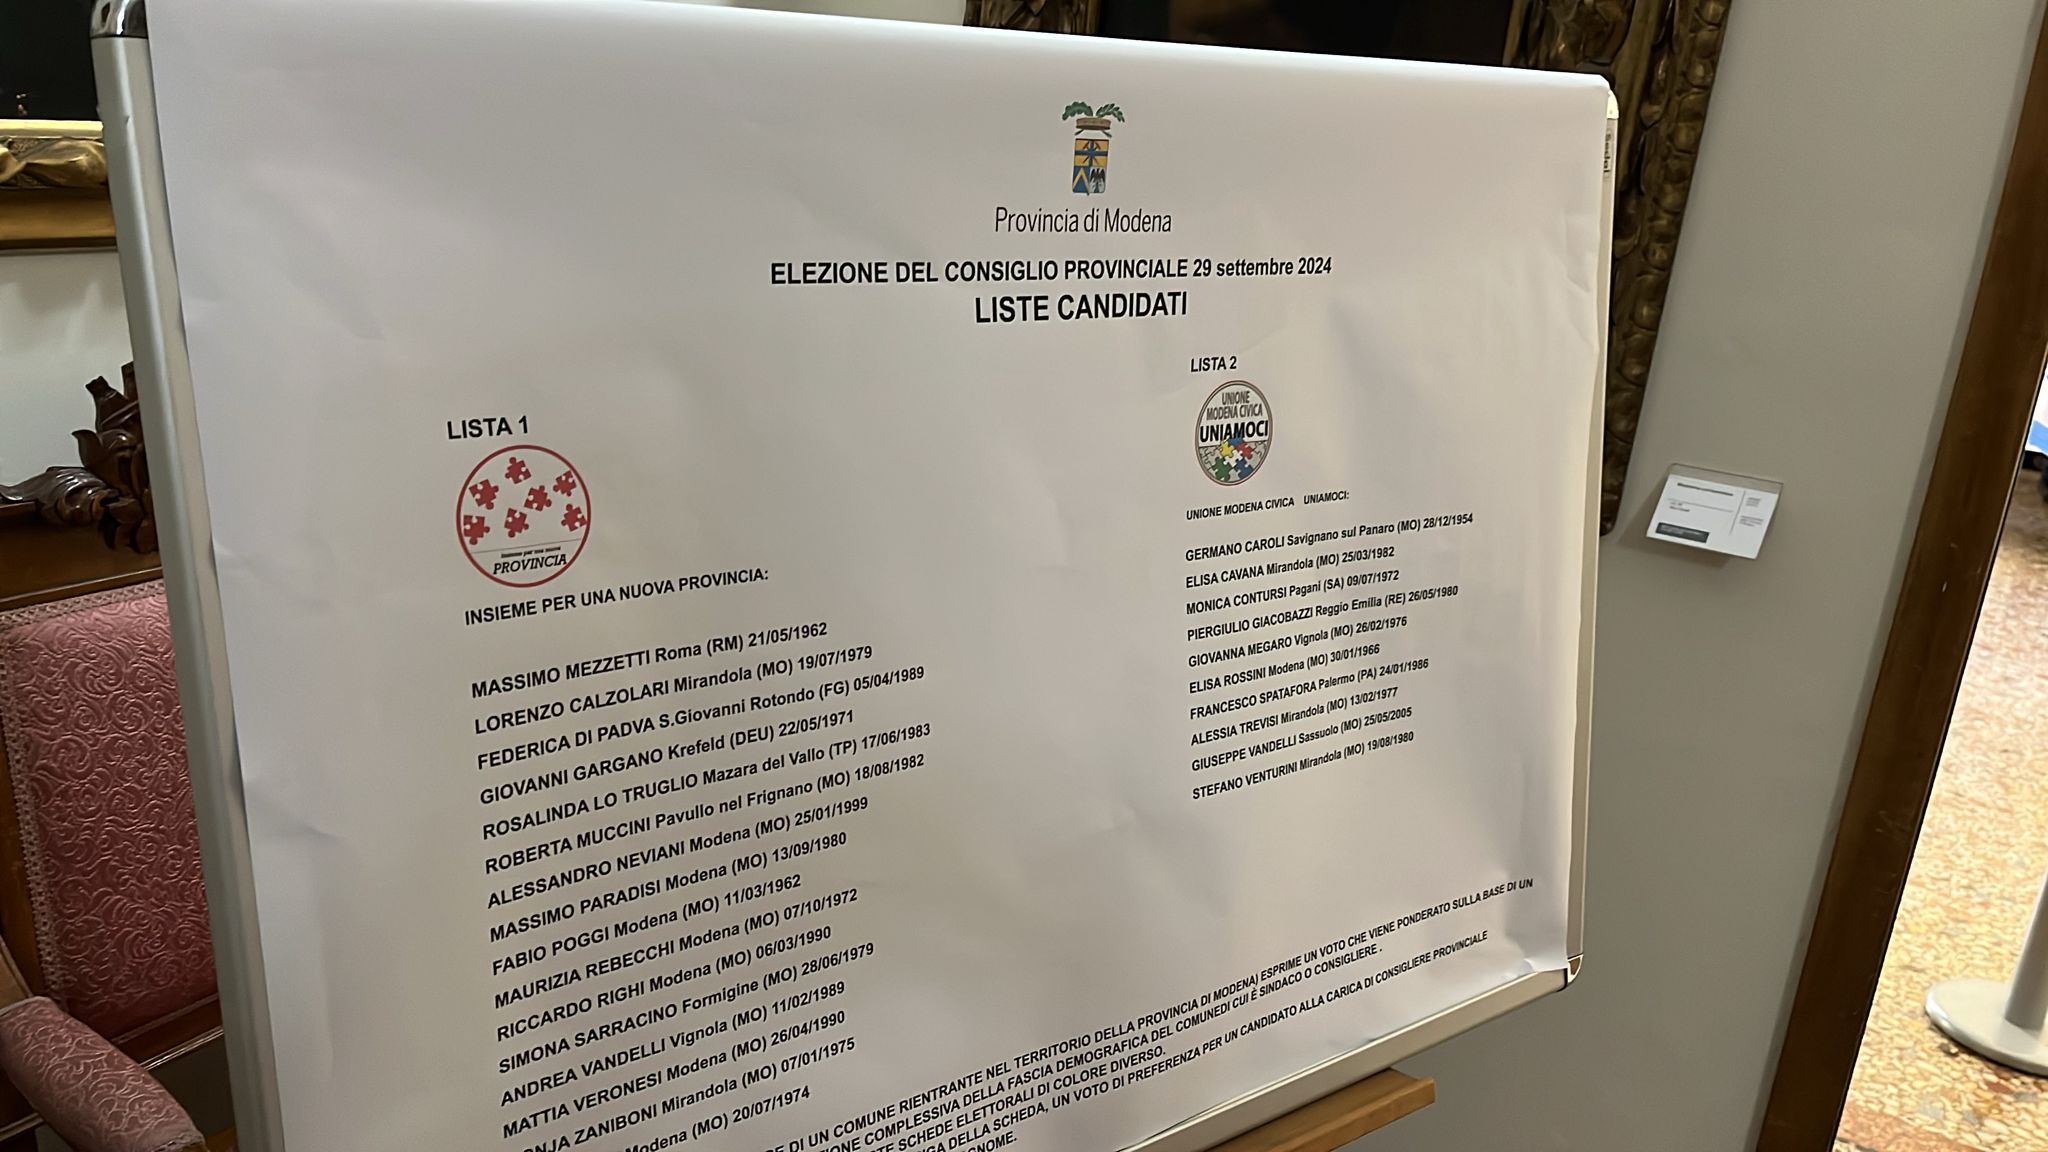 Provincia di Modena
ELEZIONE DEL CONSIGLIO PROVINCIALE 29 settembre 2024
LISTE CANDIDATI
LISTA 1
Insieme per una nuova
PROVINCIA
INSIEME PER UNA NUOVA PROVINCIA:
MASSIMO MEZZETTI Roma (RM) 21/05/1962
LORENZO CALZOLARI Mirandola (MO) 19/07/1979
FEDERICA DI PADVA S.Giovanni Rotondo (FG) 05/04/1989
GIOVANNI GARGANO Krefeld (DEU) 22/05/1971
ROSALINDA LO TRUGLIO Mazara del Vallo (TP) 17/06/1983
ROBERTA MUCCINI Pavullo nel Frignano (MO) 18/08/1982
ALESSANDRO NEVIANI Modena (MO) 25/01/1999
MASSIMO PARADISI Modena (MO) 13/09/1980
FABIO POGGI Modena (MO) 11/03/1962
MAURIZIA REBECCHI Modena (MO) 07/10/1972
RICCARDO RIGHI Modena (MO) 06/03/1990
SIMONA SARRACINO Formigine (MO) 28/06/1979
ANDREA VANDELLI Vignola (MO) 11/02/1989
MATTIA VERONESI Modena (MO) 26/04/1990
NJA ZANIBONI Mirandola (MO) 07/01/1975
Modena (MO) 20/07/1974
LISTA 2
UNIONE
MODENA CIVICA
UNIAMOCI
UNIONE MODENA CIVICA UNIAMOCI:
GERMANO CAROLI Savignano sul Panaro (MO) 28/12/1954
ELISA CAVANA Mirandola (MO) 25/03/1982
MONICA CONTURSI Pagani (SA) 09/07/1972
PIERGIULIO GIACOBAZZI Reggio Emilia (RE) 26/05/1980
GIOVANNA MEGARO Vignola (MO) 26/02/1976
ELISA ROSSINI Modena (MO) 30/01/1966
FRANCESCO SPATAFORA Palermo (PA) 24/01/1986
ALESSIA TREVISI Mirandola (MO) 13/02/1977
GIUSEPPE VANDELLI Sassuolo (MO) 25/05/2005
STEFANO VENTURINI Mirandola (MO) 19/08/1980
RE DI UN COMUNE RIENTRANTE NEL TERRITORIO DELLA PROVINCIA DI MODENA) ESPRIME UN VOTO CHE VIENE PONDERATO SULLA BASE DI UN
IONE COMPLESSIVA DELLA FASCIA DEMOGRAFICA DEL COMUNEDI CUI È SINDACO O CONSIGLIERE .
TE SCHEDE ELETTORALI DI COLORE DIVERSO.
IGA DELLA SCHEDA, UN VOTO DI PREFERENZA PER UN CANDIDATO ALLA CARICA DI CONSIGLIERE PROVINCIALE
GNOME.